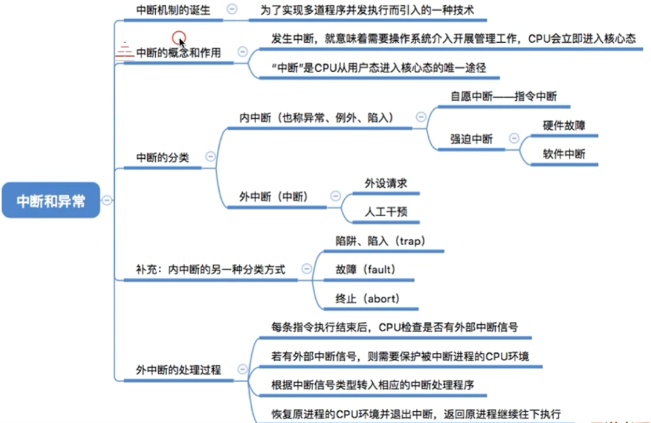 中断机制的诞生
为了实现多道程序并发执行而引入的一种技术
中断的概念和作用
发生中断，就意味着需要操作系统介入开展管理工作，CPU会立即进入核心态
“中断”是CPU从用户态进入核心态的唯一途径
中断和异常
中断的分类
内中断（也称异常、例外、陷入）
自愿中断——指令中断
强迫中断
硬件故障
软件中断
外中断（中断）
外设请求
人工干预
补充：内中断的另一种分类方式
陷阱、陷入（trap）
故障（fault）
终止（abort）
外中断的处理过程
每条指令执行结束后，CPU检查是否有外部中断信号
若有外部中断信号，则需要保护被中断进程的CPU环境
根据中断信号类型转入相应的中断处理程序
恢复原进程的CPU环境并退出中断，返回原进程继续往下执行